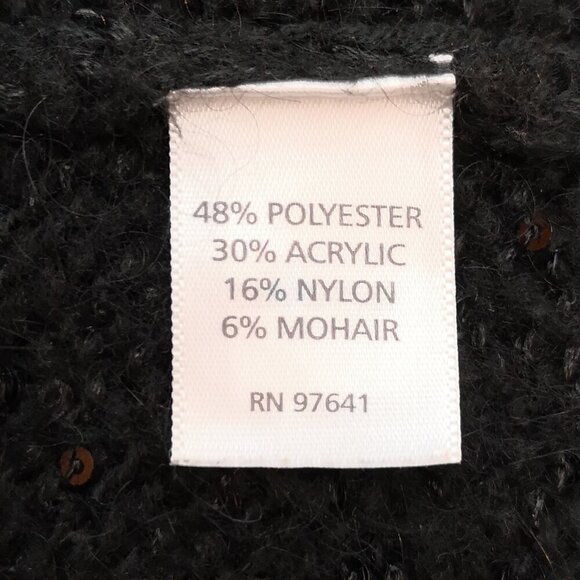 48% POLYESTER
30% ACRYLIC
16% NYLON
6% MOHAIR
RN 97641